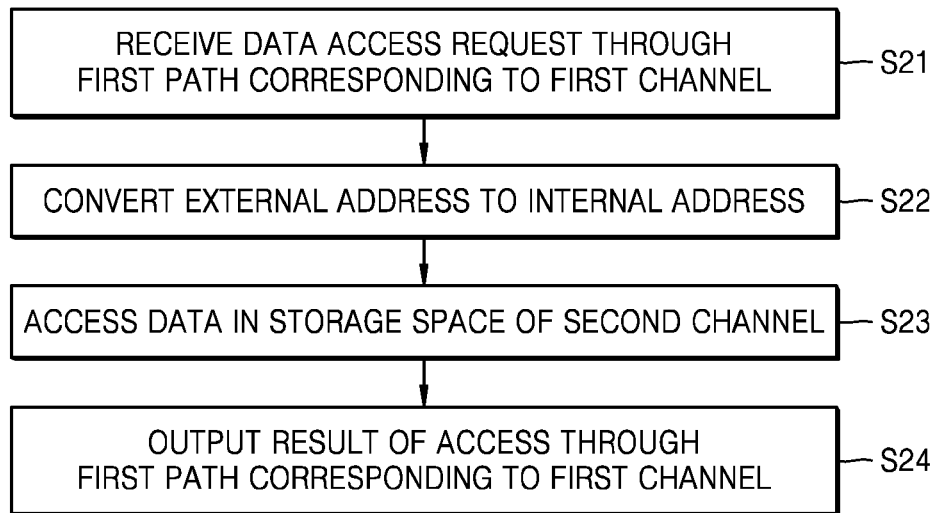 RECEIVE DATA ACCESS REQUEST THROUGH
FIRST PATH CORRESPONDING TO FIRST CHANNEL
S21
CONVERT EXTERNAL ADDRESS TO INTERNAL ADDRESS
S22
ACCESS DATA IN STORAGE SPACE OF SECOND CHANNEL
S23
OUTPUT RESULT OF ACCESS THROUGH
FIRST PATH CORRESPONDING TO FIRST CHANNEL
S24